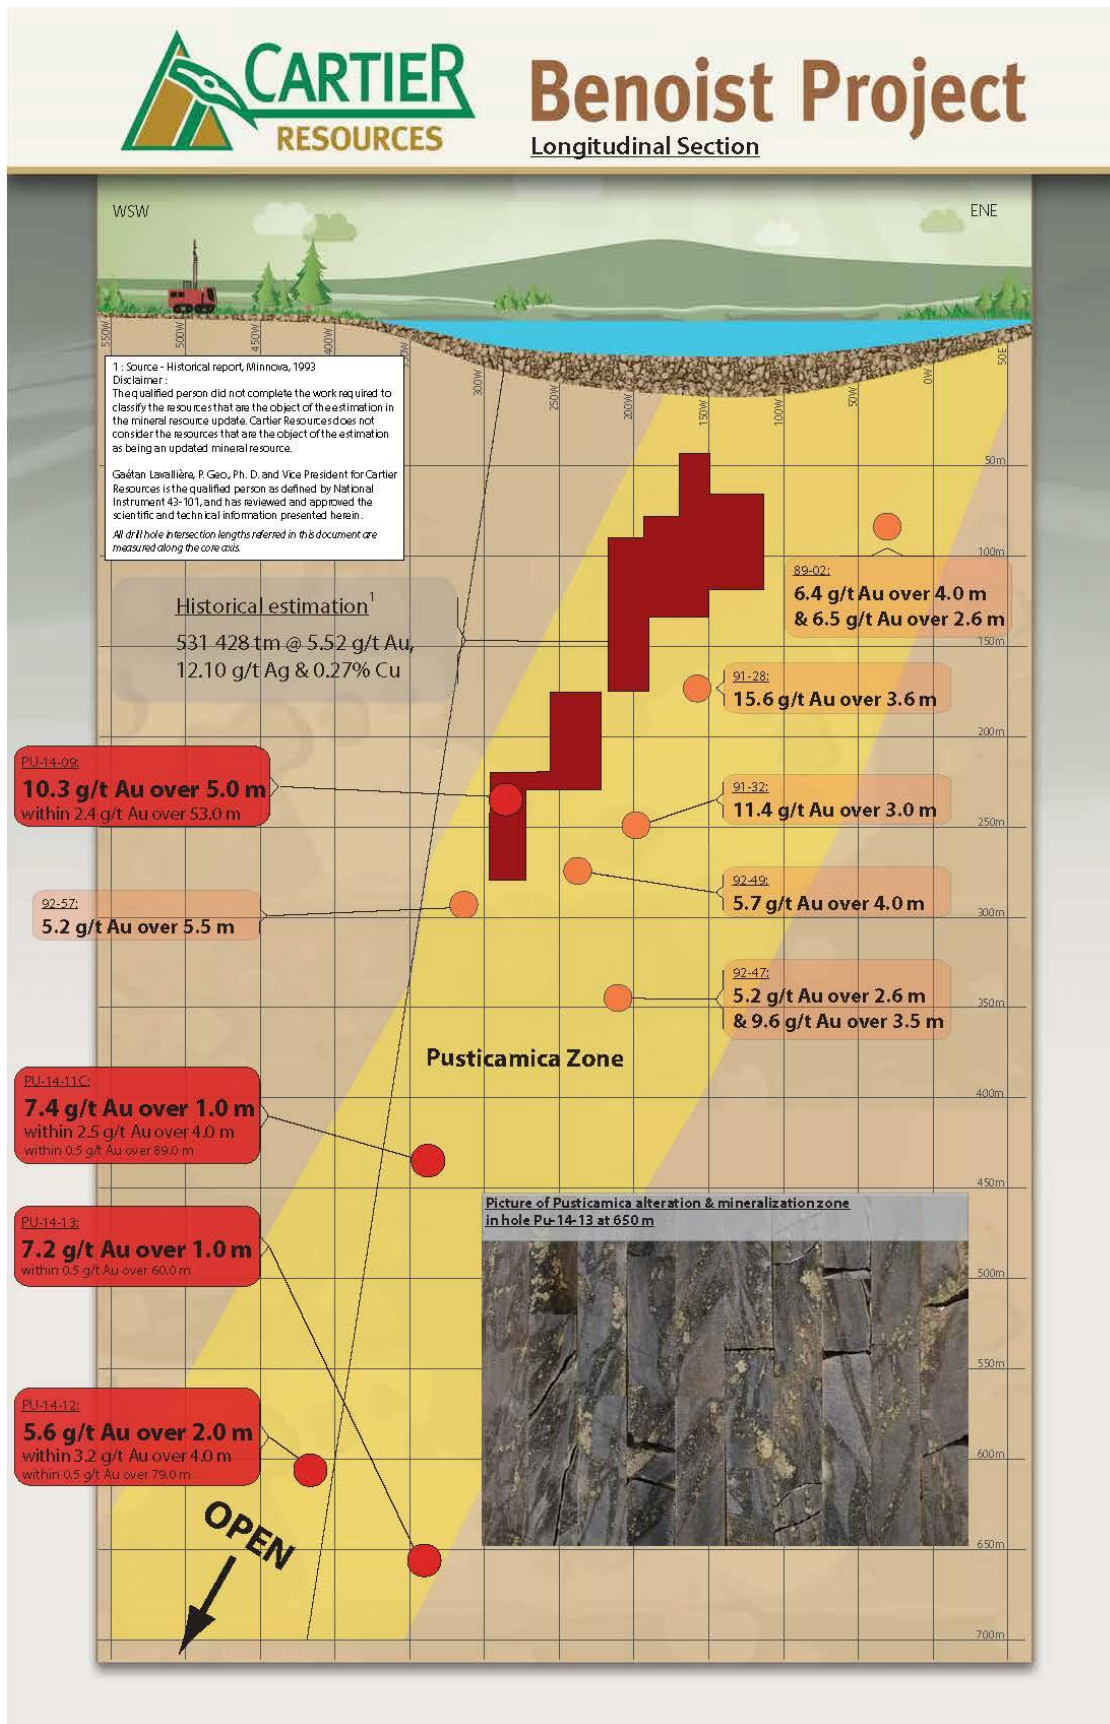 CARTIER
RESOURCES
Benoist Project
Longitudinal Section
WSW
ENE
550W
500W
450W
400W
300W
250W
200W
150W
100W
50W
0W
50E
1 : Source - Historical report, Minnova, 1993
Disclaimer :
The qualified person did not complete the work required to
classify the resources that are the object of the estimation in
the mineral resource update. Cartier Resources does not
consider the resources that are the object of the estimation
as being an updated mineral resource.
Gaétan Lavallière, P. Geo, Ph. D. and Vice President for Cartier
Resources is the qualified person as defined by National
Instrument 43-101, and has reviewed and approved the
scientific and technical information presented herein.
All drill hole intersection lengths referred in this document are
measured along the core axis.
50m
100m
89-02:
6.4 g/t Au over 4.0 m
& 6.5 g/t Au over 2.6 m
Historical estimation1
531 428 tm @ 5.52 g/t Au,
12.10 g/t Ag & 0.27% Cu
150m
91-28:
15.6 g/t Au over 3.6 m
200m
PU-14-09:
10.3 g/t Au over 5.0 m
within 2.4 g/t Au over 53.0 m
91-32:
11.4 g/t Au over 3.0 m
250m
92-49:
5.7 g/t Au over 4.0 m
92-57:
5.2 g/t Au over 5.5 m
300m
92-47:
5.2 g/t Au over 2.6 m
& 9.6 g/t Au over 3.5 m
350m
Pusticamica Zone
PU-14-11C:
7.4 g/t Au over 1.0 m
within 2.5 g/t Au over 4.0 m
within 0.5 g/t Au over 89.0 m
400m
450m
Picture of Pusticamica alteration & mineralization zone
in hole Pu-14-13 at 650 m
PU-14-13:
7.2 g/t Au over 1.0 m
within 0.5 g/t Au over 60.0 m
500m
550m
PU-14-12:
5.6 g/t Au over 2.0 m
within 3.2 g/t Au over 4.0 m
within 0.5 g/t Au over 79.0 m
600m
OPEN
650m
700m